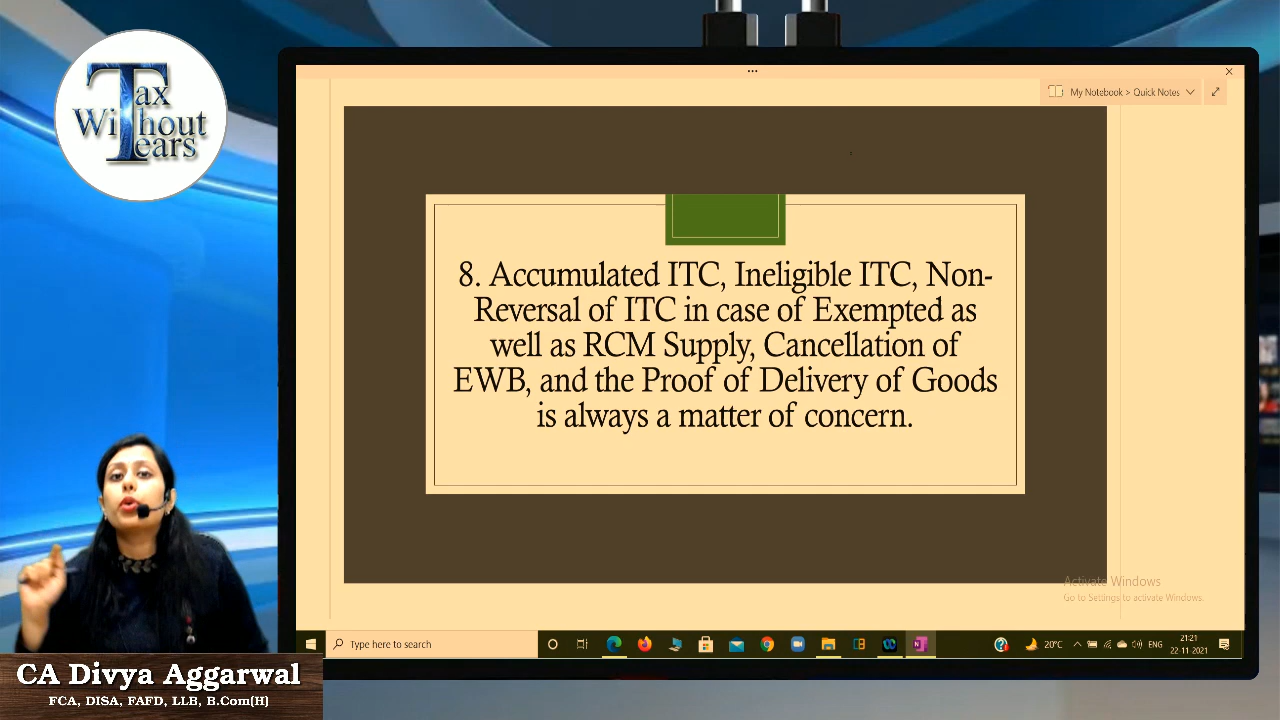 Tax
Without
Tears
My Notebook > Quick Notes
8. Accumulated ITC, Ineligible ITC, Non-
Reversal of ITC in case of Exempted as
well as RCM Supply, Cancellation of
EWB, and the Proof of Delivery of Goods
is always a matter of concern.
Activate Windows
Go to Settings to activate Windows.
Type here to search
20°C
ENG
21:21
22-11-2021
CA Divya Aggarwal
FCA, DISA, FAFD, LLB, B.Com(H)